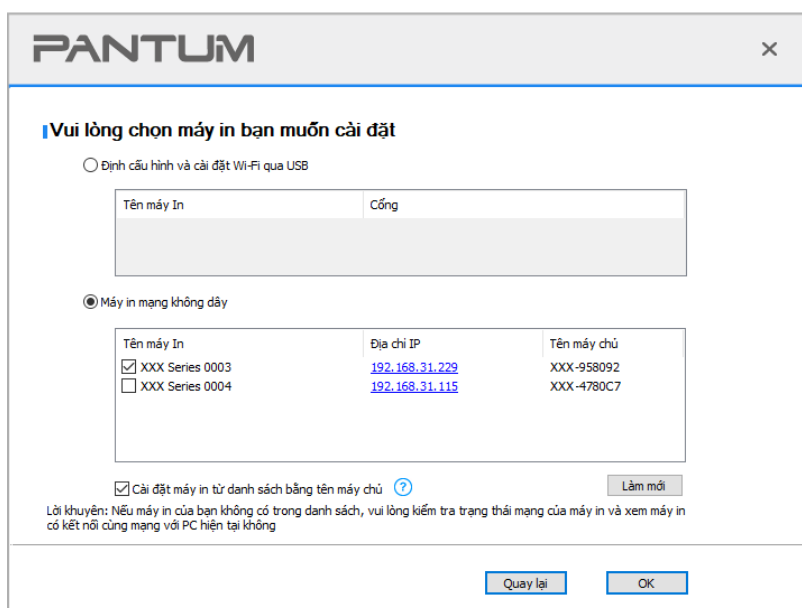 PANTUM
Vui lòng chọn máy in bạn muốn cài đặt
Định cấu hình và cài đặt Wi-Fi qua USB
Tên máy In Cổng
Máy in mạng không dây
Tên máy In Địa chỉ IP Tên máy chủ
XXX Series 0003 192.168.31.229 XXX-958092
XXX Series 0004 192.168.31.115 XXX-4780C7
Cài đặt máy in từ danh sách bằng tên máy chủ ? Làm mới
Lời khuyên: Nếu máy in của bạn không có trong danh sách, vui lòng kiểm tra trạng thái mạng của máy in và xem máy in
có kết nối cùng mạng với PC hiện tại không
Quay lại OK